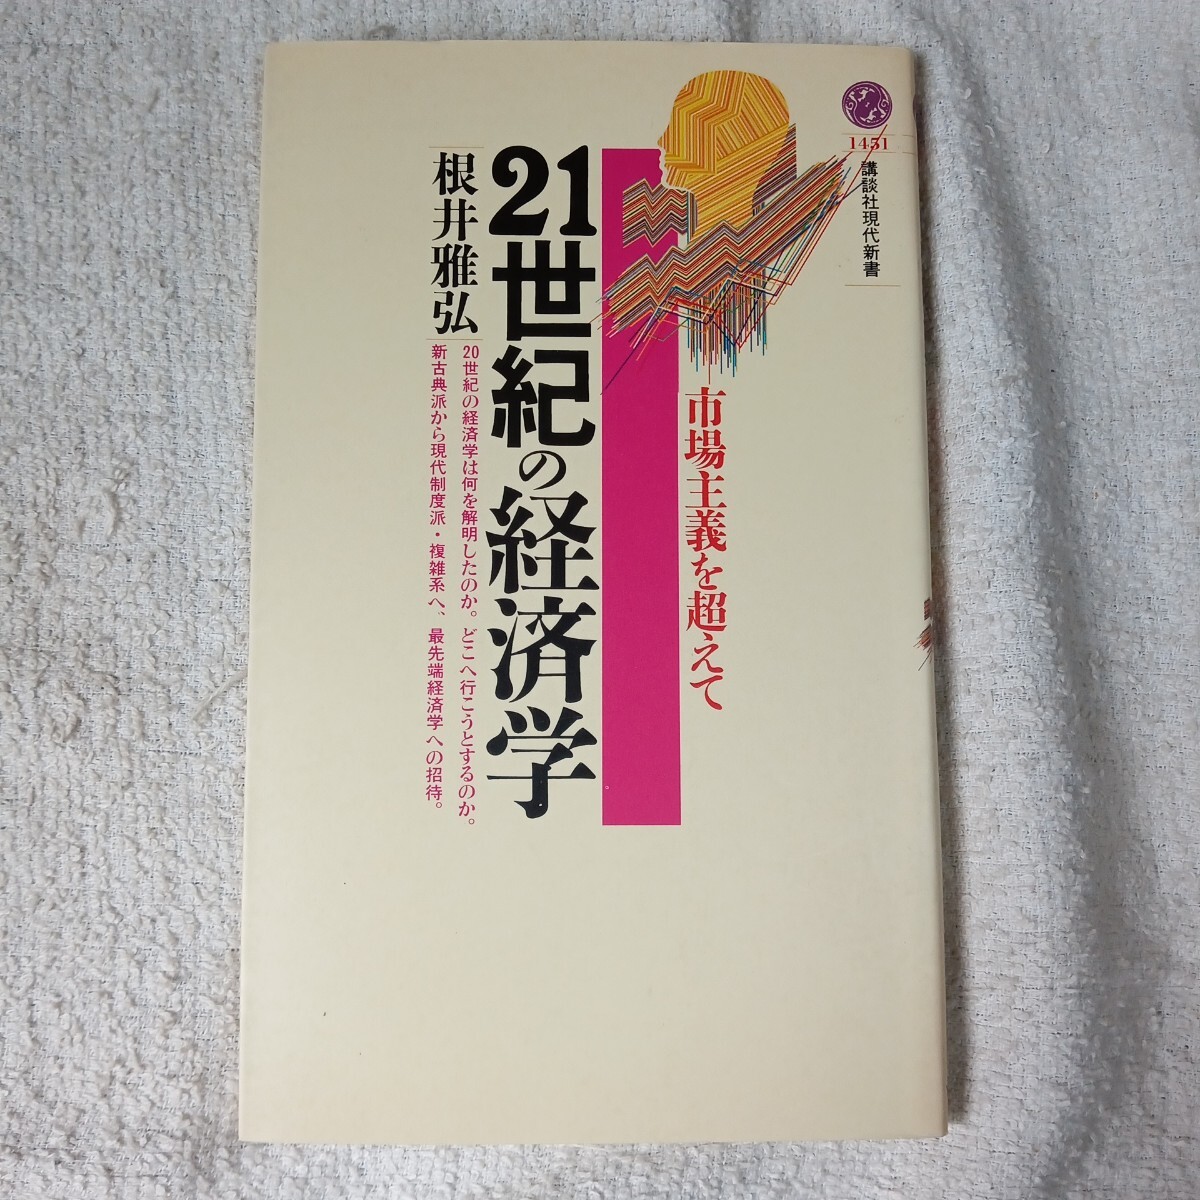 1451
講談社現代新書
市場主義を超えて
21世紀の経済学
根井雅弘
20世紀の経済学は何を解明したのか。どこへ行こうとするのか。
新古典派から現代制度派・複雑系へ、最先端経済学への招待。